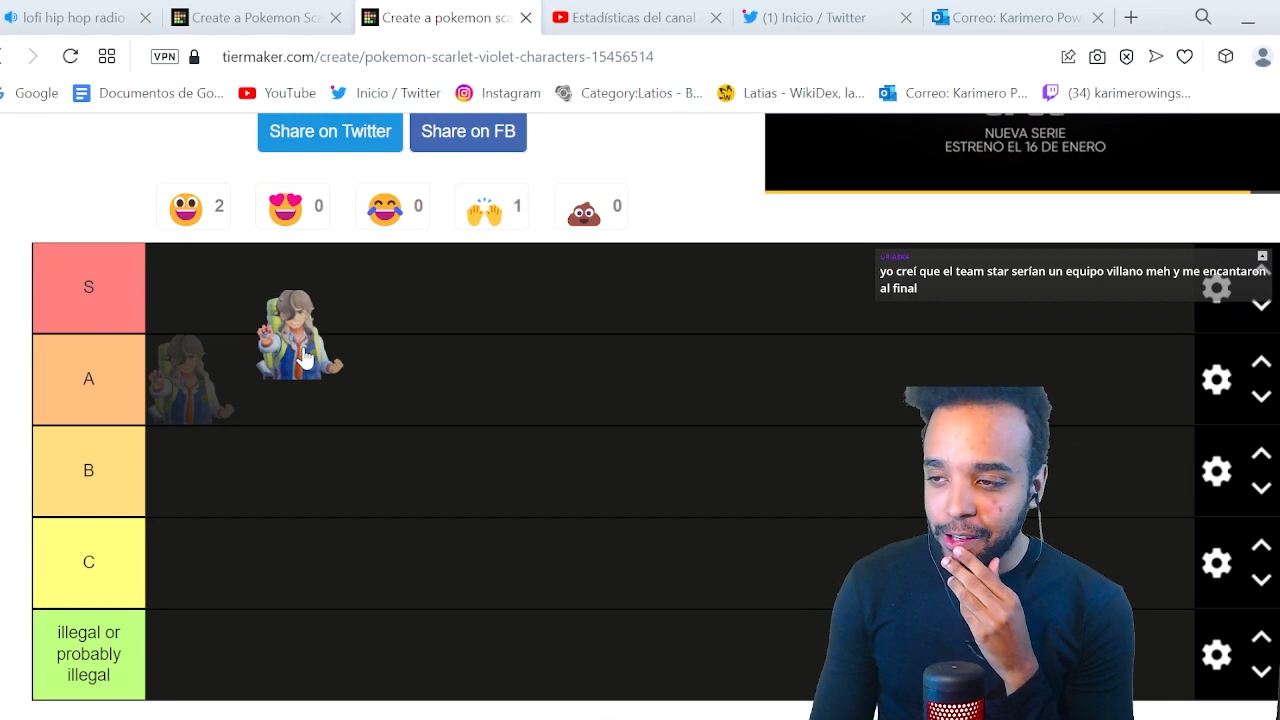 lofi hip hop radio
Create a Pokemon Sc
Create a pokemon sca
Estadísticas del canal
(1) Inicio / Twitter
Correo: Karimero Pow
VPN
tiermaker.com/create/pokemon-scarlet-violet-characters-15456514
Google
Documentos de Go...
YouTube
Inicio / Twitter
Instagram
Category:Latios - B...
Latias - WikiDex, la...
Correo: Karimero P...
(34) karimerowings...
Share on Twitter
Share on FB
NUEVA SERIE
ESTRENO EL 16 DE ENERO
2
0
0
1
0
S
yo creí que el team star serían un equipo villano meh y me encantaron
al final
A
B
C
illegal or
probably
illegal